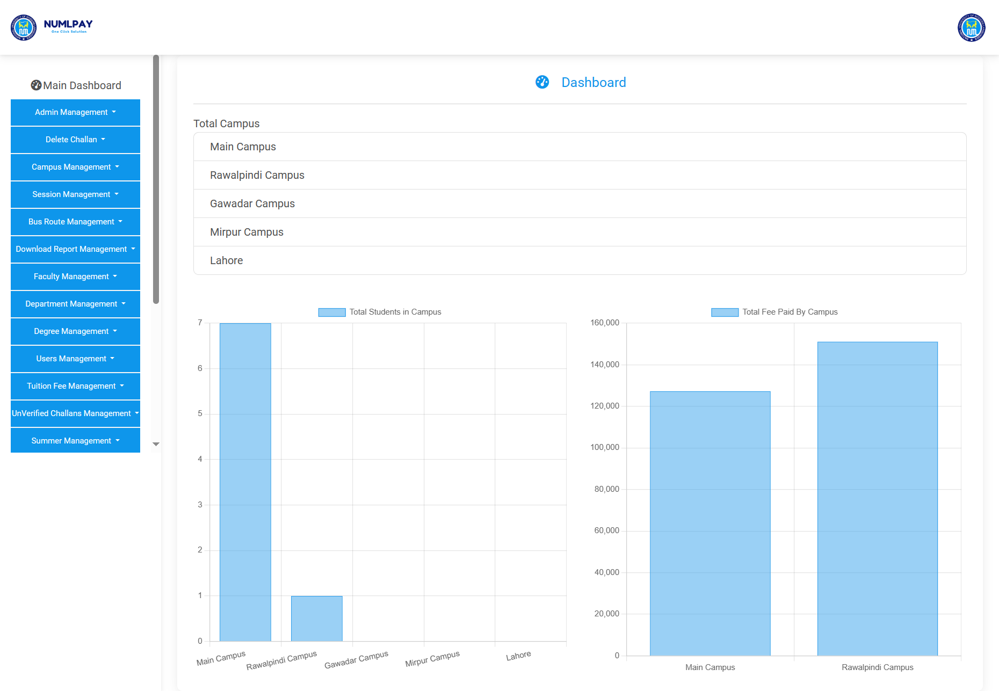 NUMLPAY
One Click Solution
Main Dashboard
Admin Management
Delete Challan
Campus Management
Session Management
Bus Route Management
Download Report Management
Faculty Management
Department Management
Degree Management
Users Management
Tuition Fee Management
UnVerified Challans Management
Summer Management
Dashboard
Total Campus
Main Campus
Rawalpindi Campus
Gawadar Campus
Mirpur Campus
Lahore
Total Students in Campus
7
6
5
4
3
2
1
0
Main Campus
Rawalpindi Campus
Gawadar Campus
Mirpur Campus
Lahore
Total Fee Paid By Campus
160,000
140,000
120,000
100,000
80,000
60,000
40,000
20,000
0
Main Campus
Rawalpindi Campus